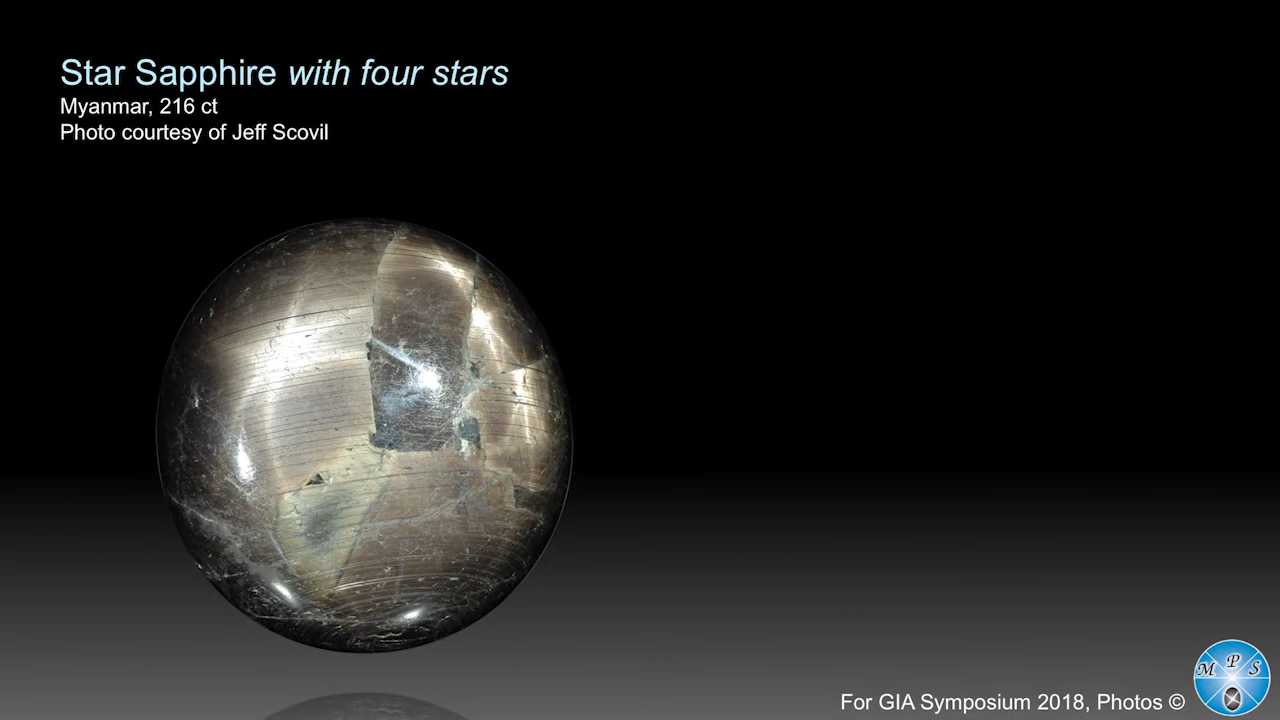 Star Sapphire with four stars
Myanmar, 216 ct
Photo courtesy of Jeff Scovil
For GIA Symposium 2018, Photos ©
M P S